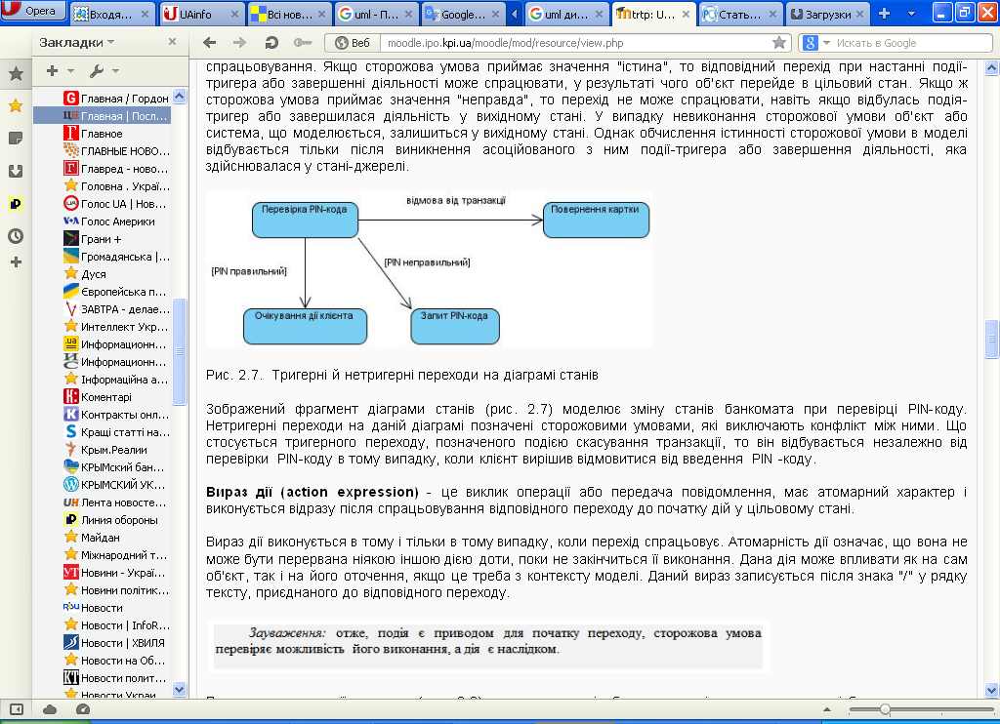 Opera
Входя...
UAinfo
Всі нов...
uml - П...
Google...
uml ди...
trtp: U...
Стать...
Загрузки
Закладки
Веб
moodle.ipo.kpi.ua/moodle/mod/resource/view.php
Искать в Google
Главная / Гордон
Главная | Посл...
Главное
ГЛАВНЫЕ НОВО...
Главред - ново...
Головна . Украї...
Голос UA | Нов...
Голос Америки
Грани +
Громадянська |...
Дуся
Європейська п...
ЗАВТРА - делае...
Интеллект Укр...
Информационн...
Информационн...
Інформаційна а...
Коментарі
Контракты онл...
Кращі статті на...
Крым.Реалии
КРЫМский бан...
КРЫМСКИЙ УК...
Лента новосте...
Линия обороны
Майдан
Міжнародний т...
Новини - Украї...
Новини політик...
Новости
Новости | InfoR...
Новости | ХВИЛЯ
Новости на Об...
Новости полит...
Новости Украи...
спрацьовування. Якщо сторожова умова приймає значення "істина", то відповідний перехід при настанні події-
тригера або завершенні діяльності може спрацювати, у результаті чого об'єкт перейде в цільовий стан. Якщо ж
сторожова умова приймає значення "неправда", то перехід не може спрацювати, навіть якщо відбулась подія-
тригер або завершилася діяльність у вихідному стані. У випадку невиконання сторожової умови об'єкт або
система, що моделюється, залишиться у вихідному стані. Однак обчислення істинності сторожової умови в моделі
відбувається тільки після виникнення асоційованого з ним події-тригера або завершення діяльності, яка
здійснювалася у стані-джерелі.
Перевірка PIN-кода
відмова від транзакції
Повернення картки
[PIN правильний]
[PIN неправильний]
Очікування дії клієнта
Запит PIN-кода
Рис. 2.7. Тригерні й нетригерні переходи на діаграмі станів
Зображений фрагмент діаграми станів (рис. 2.7) моделює зміну станів банкомата при перевірці PIN-коду.
Нетригерні переходи на даній діаграмі позначені сторожовими умовами, які виключають конфлікт між ними. Що
стосується тригерного переходу, позначеного подією скасування транзакції, то він відбувається незалежно від
перевірки PIN-коду в тому випадку, коли клієнт вирішив відмовитися від введення PIN -коду.
Вираз дії (action expression) - це виклик операції або передача повідомлення, має атомарний характер і
виконується відразу після спрацьовування відповідного переходу до початку дій у цільовому стані.
Вираз дії виконується в тому і тільки в тому випадку, коли перехід спрацьовує. Атомарність дії означає, що вона не
може бути перервана ніякою іншою дією доти, поки не закінчиться її виконання. Дана дія може впливати як на сам
об'єкт, так і на його оточення, якщо це треба з контексту моделі. Даний вираз записується після знака "/" у рядку
тексту, приєднаного до відповідного переходу.
Зауваження: отже, подія є приводом для початку переходу, сторожова умова
перевіряє можливість його виконання, а дія є наслідком.